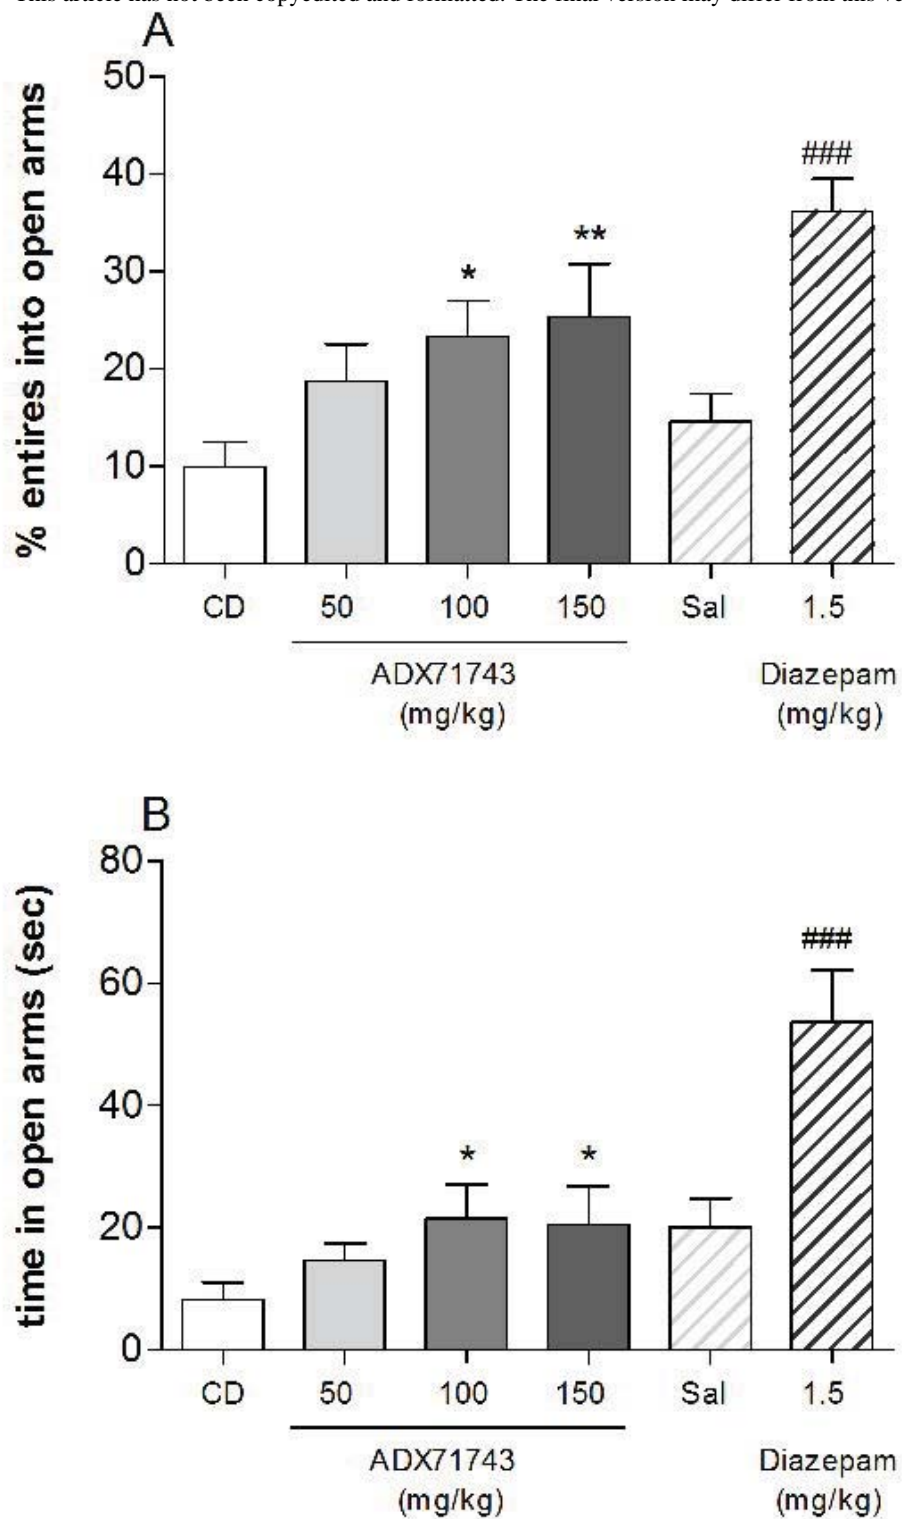 This article has not been copyedited and formatted. The final version may differ from this ve
A
% entires into open arms
50
40
30
20
10
0
*
**
###
CD 50 100 150 Sal 1.5
ADX71743 Diazepam
(mg/kg) (mg/kg)
B
time in open arms (sec)
80
60
40
20
0
*
*
###
CD 50 100 150 Sal 1.5
ADX71743 Diazepam
(mg/kg) (mg/kg)